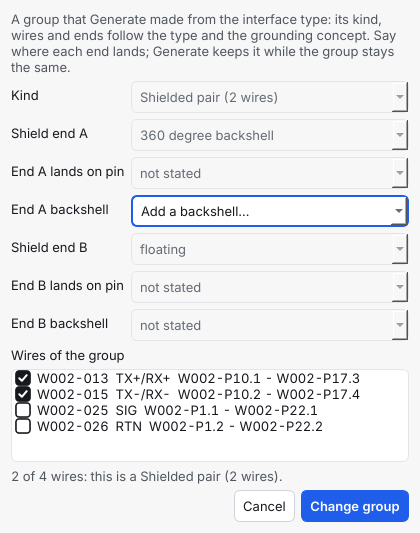 A group that Generate made from the interface type: its kind,
wires and ends follow the type and the grounding concept. Say
where each end lands; Generate keeps it while the group stays
the same.
Kind Shielded pair (2 wires)
Shield end A 360 degree backshell
End A lands on pin not stated
End A backshell Add a backshell...
Shield end B floating
End B lands on pin not stated
End B backshell not stated
Wires of the group
W002-013 TX+/RX+ W002-P10.1 - W002-P17.3
W002-015 TX-/RX- W002-P10.2 - W002-P17.4
W002-025 SIG W002-P1.1 - W002-P22.1
W002-026 RTN W002-P1.2 - W002-P22.2
2 of 4 wires: this is a Shielded pair (2 wires).
Cancel Change group